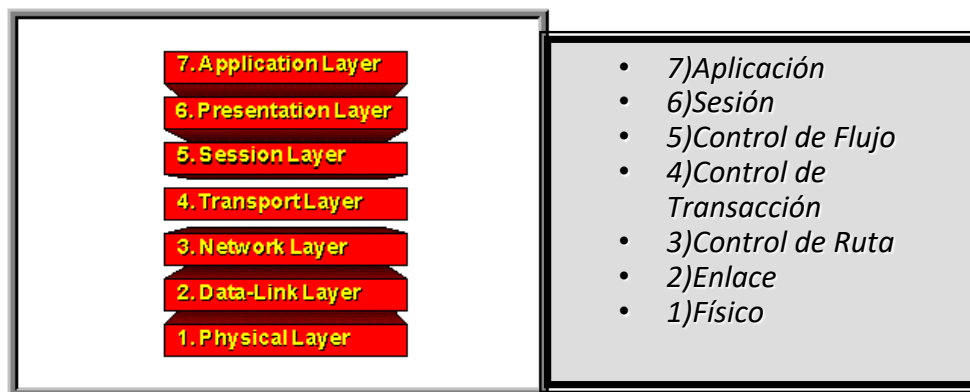 7. Application Layer
6. Presentation Layer
5. Session Layer
4. Transport Layer
3. Network Layer
2. Data-Link Layer
1. Physical Layer
• 7)Aplicación
• 6)Sesión
• 5)Control de Flujo
• 4)Control de
Transacción
• 3)Control de Ruta
• 2)Enlace
• 1)Físico